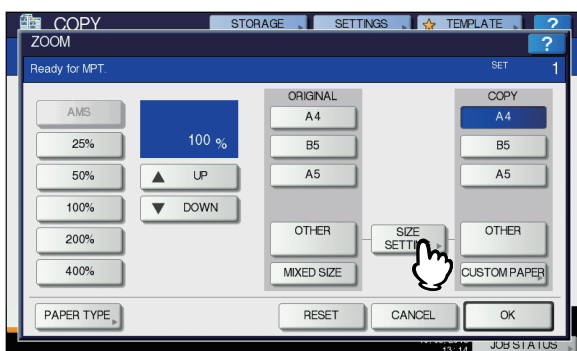 COPY
STORAGE
SETTINGS
TEMPLATE
?
ZOOM
?
Ready for MPT.
SET 1
AMS
25%
50%
100%
200%
400%
100 %
UP
DOWN
ORIGINAL
A4
B5
A5
OTHER
MIXED SIZE
SIZE
COPY
A4
B5
A5
OTHER
CUSTOM PAPER
PAPER TYPE
RESET
CANCEL
OK
13:14
JOB STATUS